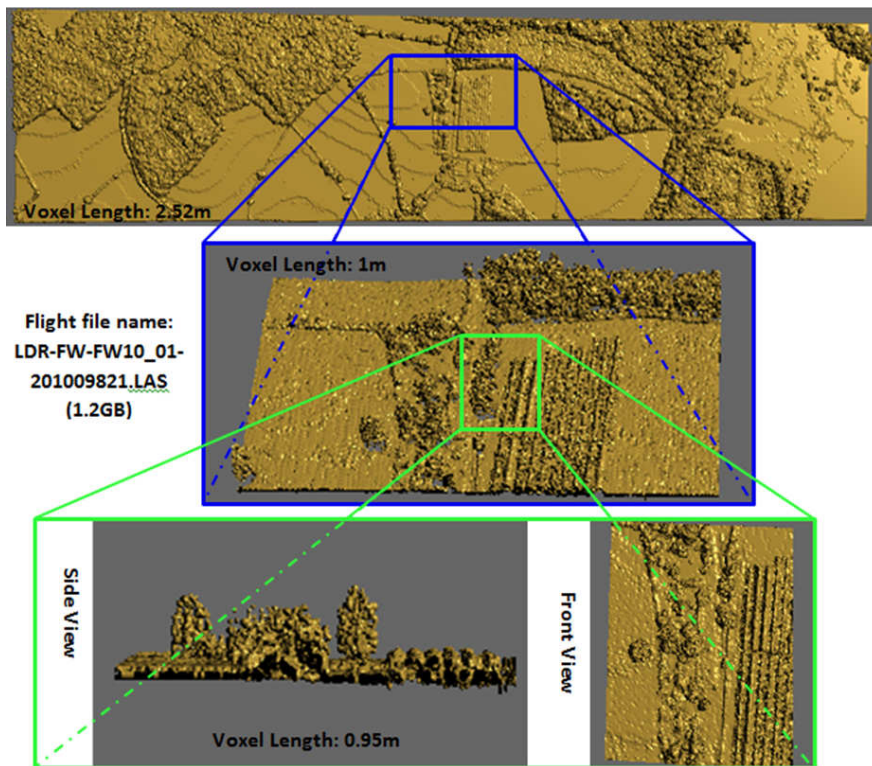 Voxel Length: 2.52m
Voxel Length: 1m
Flight file name:
LDR-FW-FW10_01-
201009821.LAS
(1.2GB)
Side View
Front View
Voxel Length: 0.95m